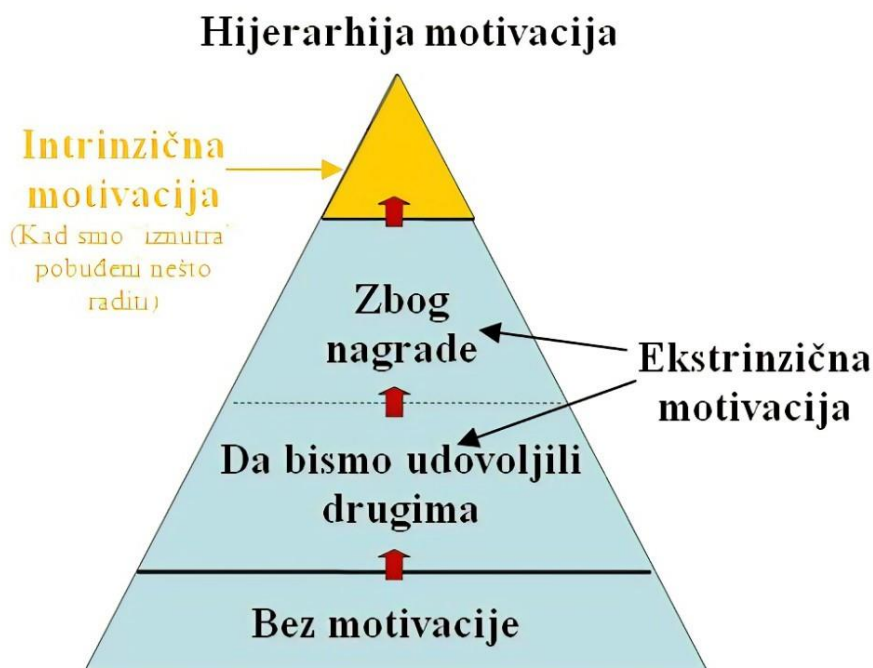 Hijerarhija motivacija
Intrinzična
motivacija
(Kad smo "iznutra"
pobuđeni nešto
raditi)
Zbog
nagrade
Ekstrinzična
motivacija
Da bismo udovoljili
drugima
Bez motivacije